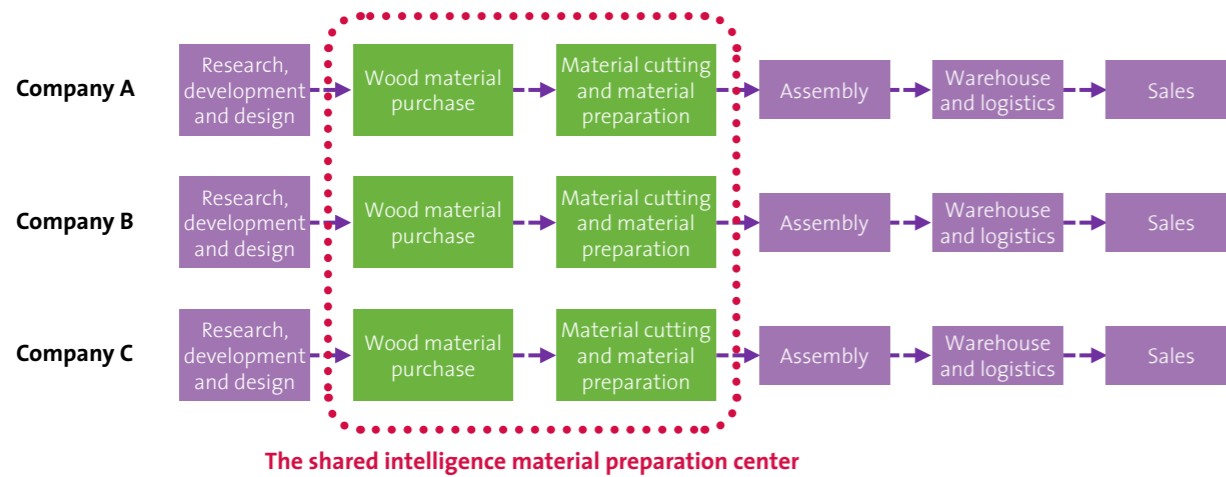 Company A
Research,
development
and design
Wood material
purchase
Material cutting
and material
preparation
Assembly
Warehouse
and logistics
Sales
Company B
Research,
development
and design
Wood material
purchase
Material cutting
and material
preparation
Assembly
Warehouse
and logistics
Sales
Company C
Research,
development
and design
Wood material
purchase
Material cutting
and material
preparation
Assembly
Warehouse
and logistics
Sales
The shared intelligence material preparation center